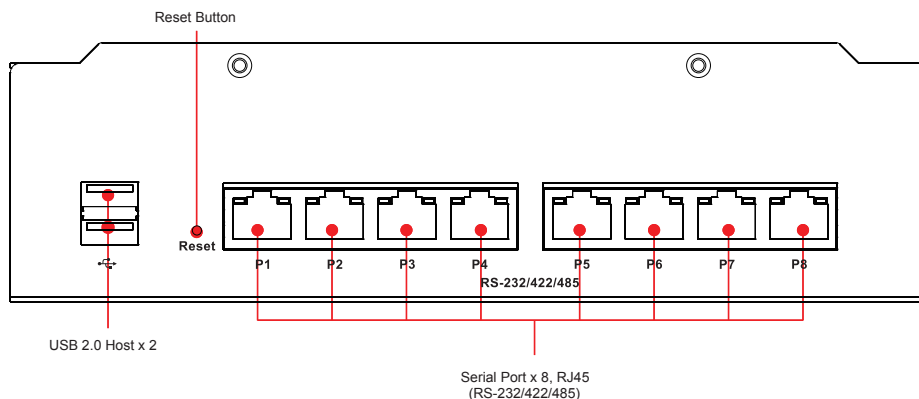 Reset Button
Reset
P1 P2 P3 P4 P5 P6 P7 P8
RS-232/422/485
USB 2.0 Host x 2
Serial Port x 8, RJ45
(RS-232/422/485)